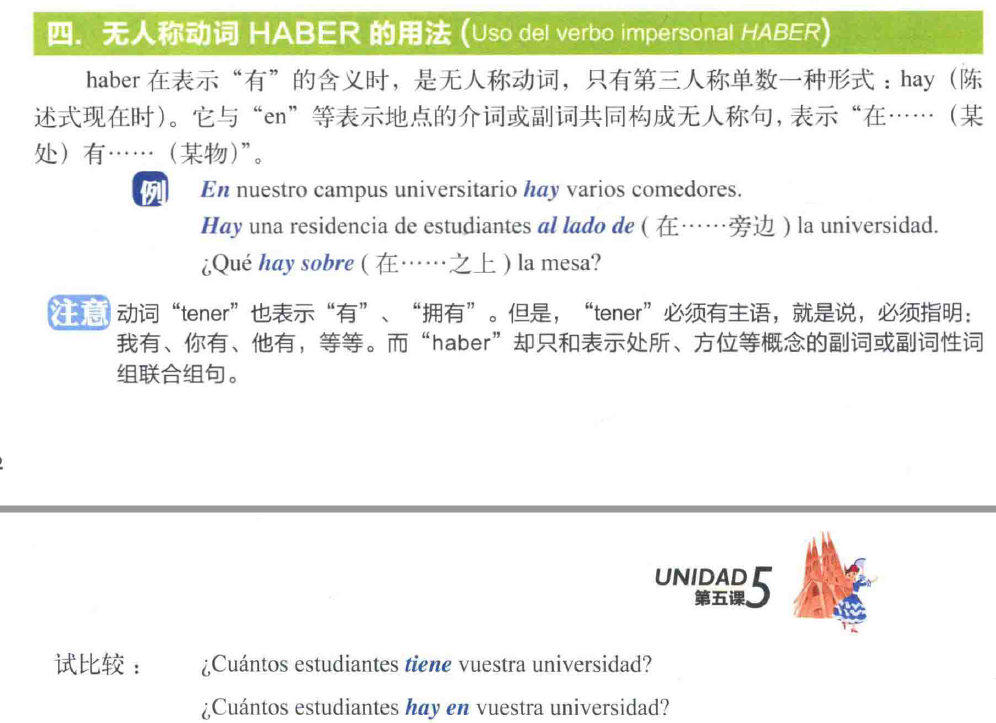 四. 无人称动词 HABER 的用法 (Uso del verbo impersonal HABER)
haber 在表示“有”的含义时，是无人称动词，只有第三人称单数一种形式：hay（陈
述式现在时）。它与“en”等表示地点的介词或副词共同构成无人称句，表示“在……（某
处）有……（某物）”。
例 En nuestro campus universitario hay varios comedores.
Hay una residencia de estudiantes al lado de ( 在……旁边 ) la universidad.
¿Qué hay sobre ( 在……之上 ) la mesa?
注意 动词“tener”也表示“有”、“拥有”。但是，“tener”必须有主语，就是说，必须指明：
我有、你有、他有，等等。而“haber”却只和表示处所、方位等概念的副词或副词性词
组联合组句。
2
UNIDAD 5
第五课
试比较： ¿Cuántos estudiantes tiene vuestra universidad?
¿Cuántos estudiantes hay en vuestra universidad?